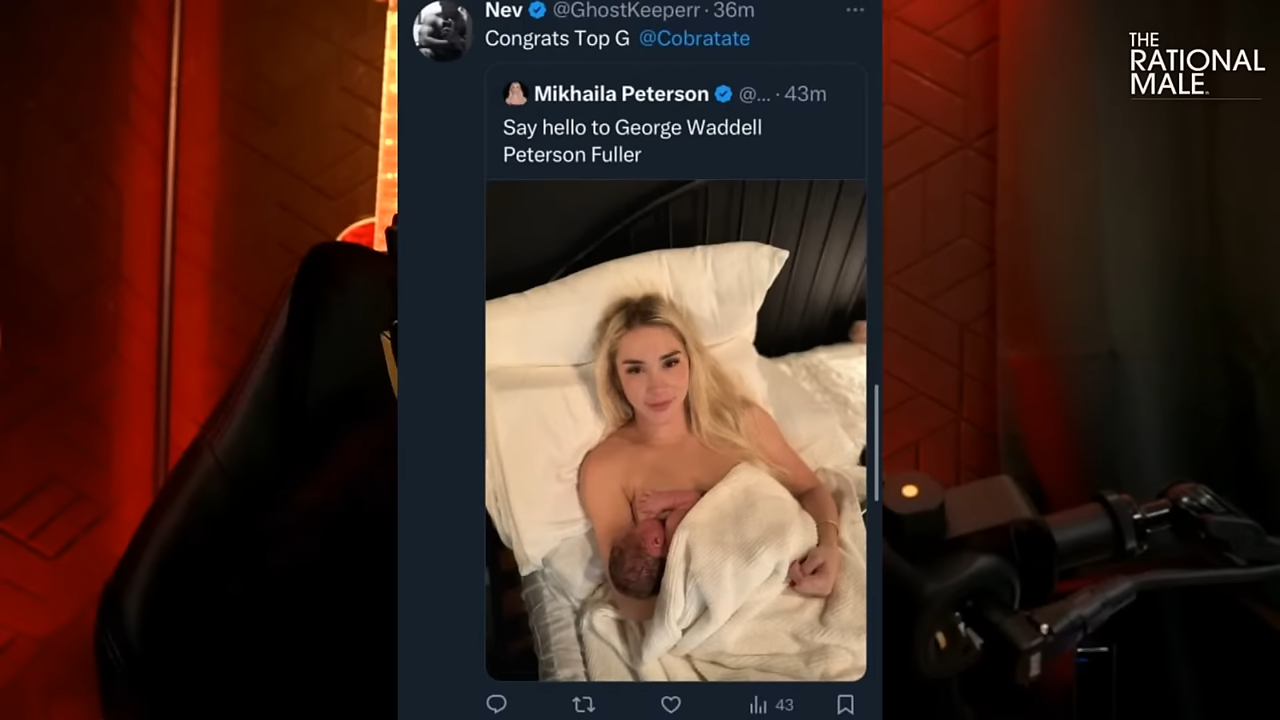 Nev @GhostKeeperr · 36m
Congrats Top G @Cobratate
Mikhaila Peterson @... · 43m
Say hello to George Waddell
Peterson Fuller
43
THE
RATIONAL
MALE